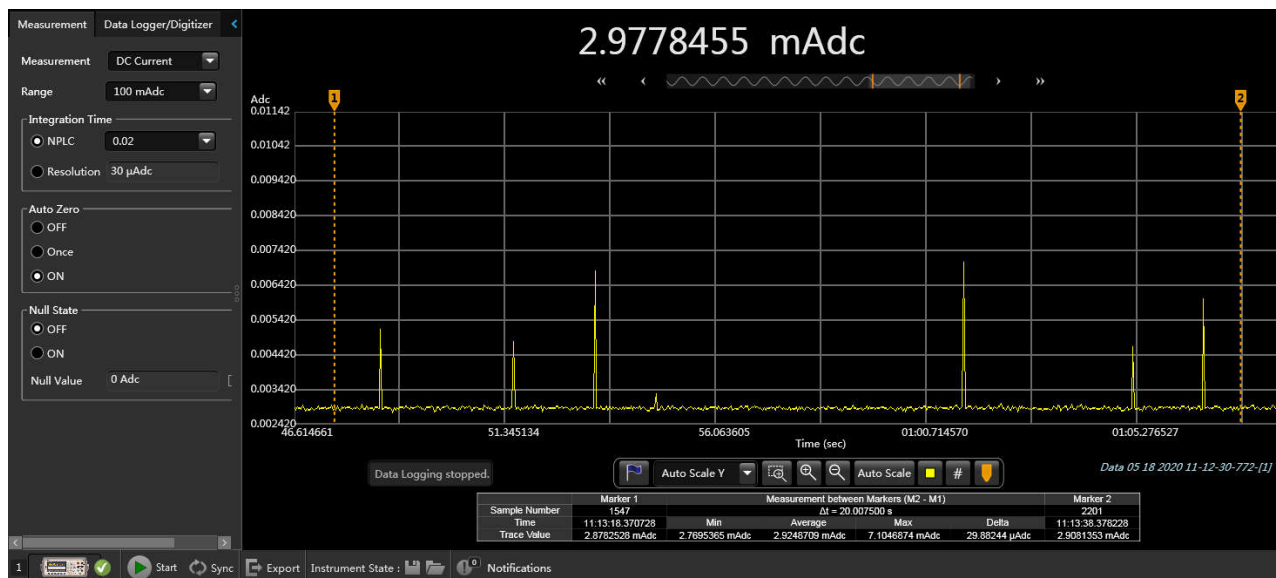 Measurement Data Logger/Digitizer <
2.9778455 mAdc
Measurement DC Current
Range 100 mAdc
Integration Time
NPLC 0.02
Resolution 30 µAdc
Auto Zero
OFF
Once
ON
Null State
OFF
ON
Null Value 0 Adc
« ‹ › »
Adc
1 2
0.01142
0.01042
0.009420
0.008420
0.007420
0.006420
0.005420
0.004420
0.003420
0.002420
46.614661 51.345134 56.063605 01:00.714570 01:05.276527
Time (sec)
Data Logging stopped.
Auto Scale Y Auto Scale #
Data 05 18 2020 11-12-30-772-[1]
Marker 1 Measurement between Markers (M2 - M1) Marker 2
Sample Number 1547 Δt = 20.007500 s 2201
Time 11:13:18.370728 Min Average Max Delta 11:13:38.378228
Trace Value 2.8782528 mAdc 2.7695365 mAdc 2.9248709 mAdc 7.1046874 mAdc 29.88244 µAdc 2.9081353 mAdc
1 Start Sync Export Instrument State : 0 Notifications